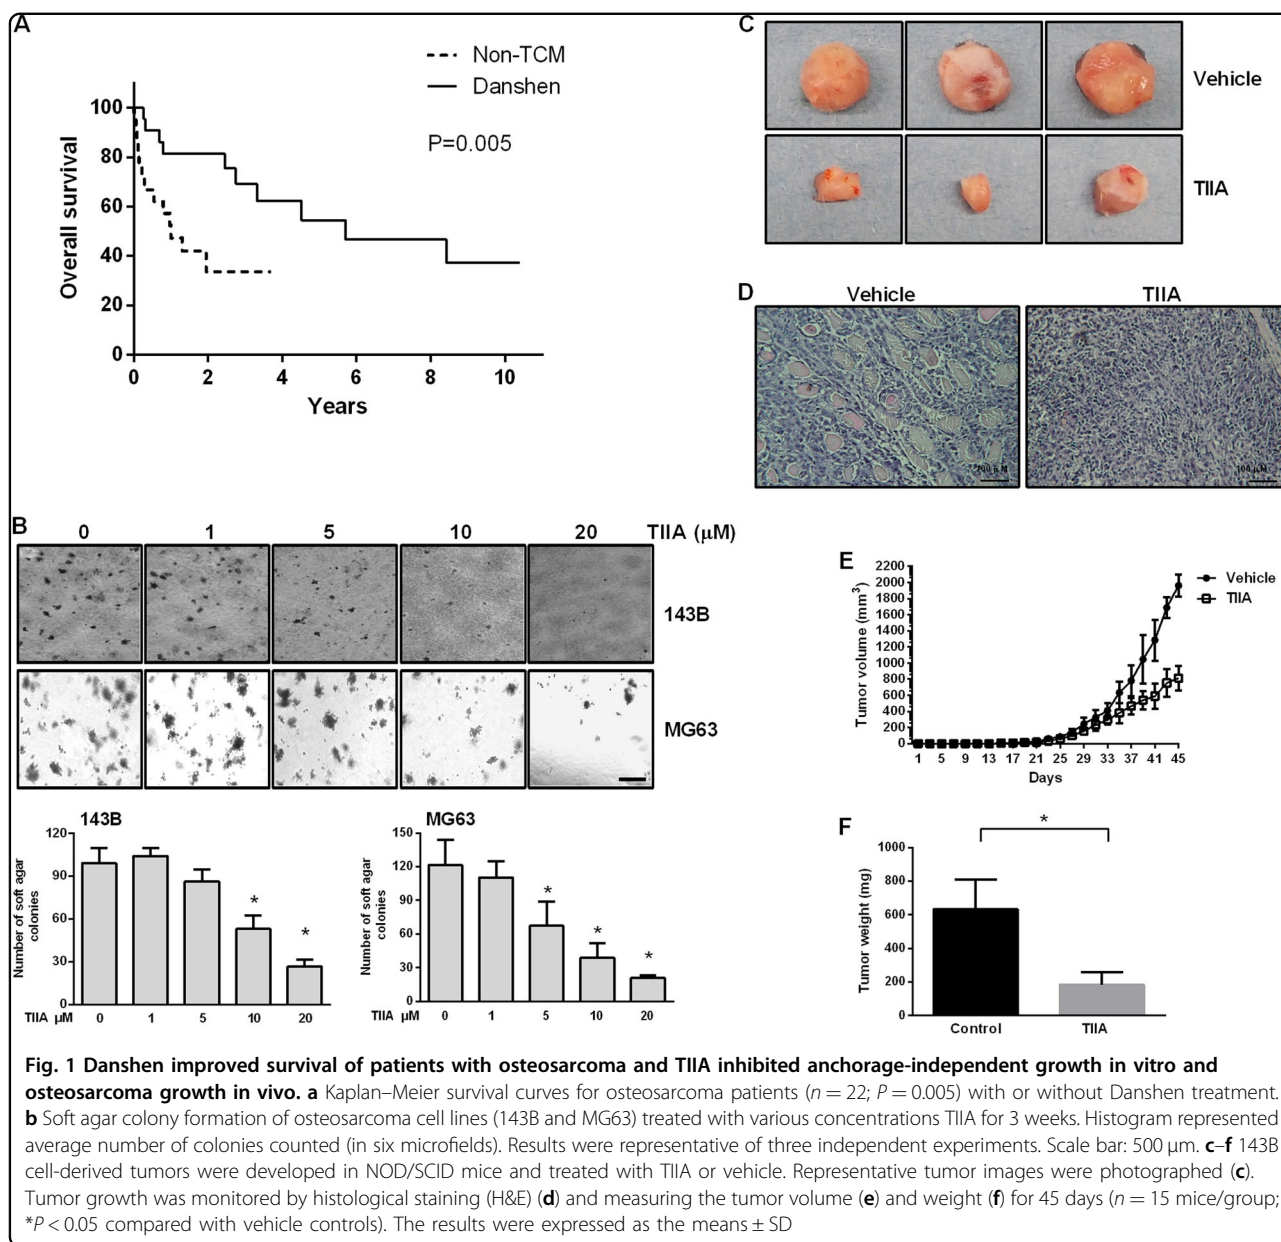 A
Non-TCM
Danshen
P=0.005
Overall survival
100
80
60
40
20
0
0 2 4 6 8 10
Years
B
0 1 5 10 20 TIIA (μM)
143B
MG63
143B
Number of soft agar
colonies
120
90
60
30
0
* *
TIIA μM 0 1 5 10 20
MG63
Number of soft agar
colonies
150
120
90
60
30
0
* * *
TIIA μM 0 1 5 10 20
C
Vehicle
TIIA
D
Vehicle TIIA
100 μM 100 μM
E
Tumor volume (mm³)
2200
2000
1800
1600
1400
1200
1000
800
600
400
200
0
Vehicle
TIIA
1 5 9 13 17 21 25 29 33 37 41 45
Days
F
*
Tumor weight (mg)
1000
800
600
400
200
0
Control TIIA
Fig. 1 Danshen improved survival of patients with osteosarcoma and TIIA inhibited anchorage-independent growth in vitro and
osteosarcoma growth in vivo. a Kaplan–Meier survival curves for osteosarcoma patients (n = 22; P = 0.005) with or without Danshen treatment.
b Soft agar colony formation of osteosarcoma cell lines (143B and MG63) treated with various concentrations TIIA for 3 weeks. Histogram represented
average number of colonies counted (in six microfields). Results were representative of three independent experiments. Scale bar: 500 μm. c–f 143B
cell-derived tumors were developed in NOD/SCID mice and treated with TIIA or vehicle. Representative tumor images were photographed (c).
Tumor growth was monitored by histological staining (H&E) (d) and measuring the tumor volume (e) and weight (f) for 45 days (n = 15 mice/group;
*P < 0.05 compared with vehicle controls). The results were expressed as the means ± SD